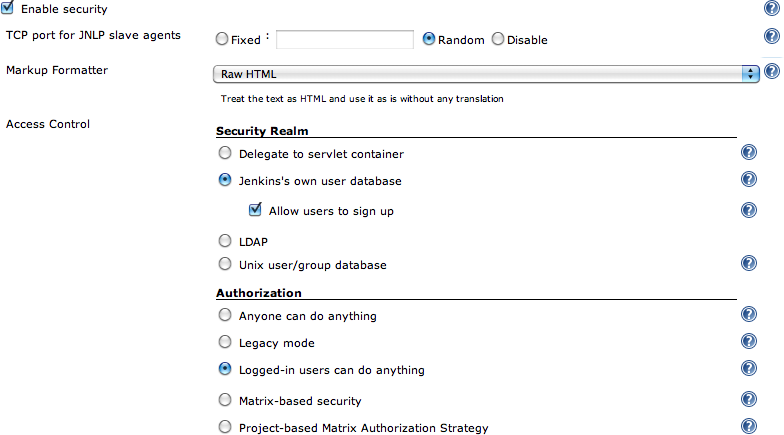 Enable security
TCP port for JNLP slave agents Fixed : Random Disable
Markup Formatter Raw HTML
Treat the text as HTML and use it as is without any translation
Access Control
Security Realm
Delegate to servlet container
Jenkins's own user database
Allow users to sign up
LDAP
Unix user/group database
Authorization
Anyone can do anything
Legacy mode
Logged-in users can do anything
Matrix-based security
Project-based Matrix Authorization Strategy